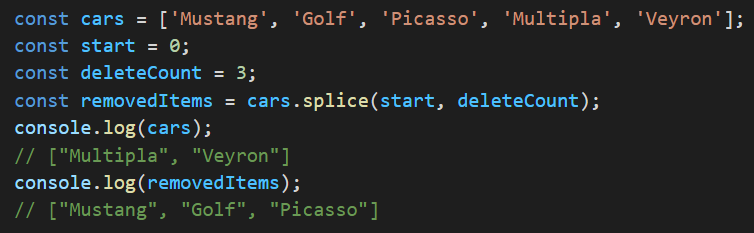 const cars = ['Mustang', 'Golf', 'Picasso', 'Multipla', 'Veyron'];
const start = 0;
const deleteCount = 3;
const removedItems = cars.splice(start, deleteCount);
console.log(cars);
// ["Multipla", "Veyron"]
console.log(removedItems);
// ["Mustang", "Golf", "Picasso"]